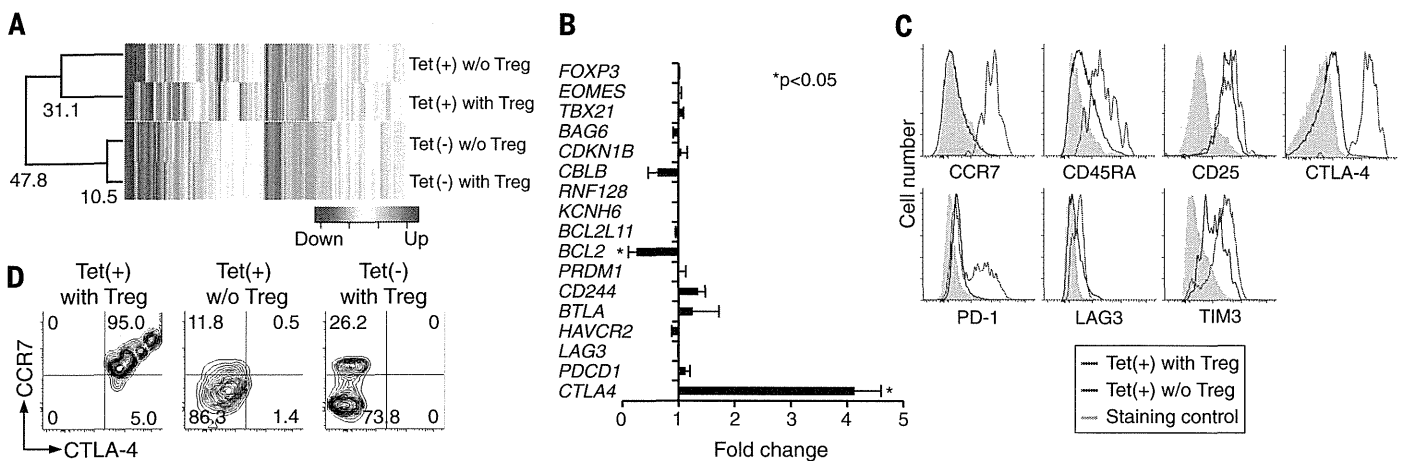 A
Tet(+) w/o Treg
Tet(+) with Treg
Tet(-) w/o Treg
Tet(-) with Treg
31.1
47.8
10.5
Down
Up
B
FOXP3
EOMES
TBX21
BAG6
CDKN1B
CBLB
RNF128
KCNH6
BCL2L11
BCL2 *
PRDM1
CD244
BTLA
HAVCR2
LAG3
PDCD1
CTLA4 *
*p<0.05
0 1 2 3 4 5
Fold change
C
Cell number
CCR7
CD45RA
CD25
CTLA-4
PD-1
LAG3
TIM3
Tet(+) with Treg
Tet(+) w/o Treg
Staining control
D
Tet(+)
with Treg
Tet(+)
w/o Treg
Tet(-)
with Treg
0 95.0
0 5.0
11.8 0.5
86.3 1.4
26.2 0
73.8 0
CCR7
CTLA-4